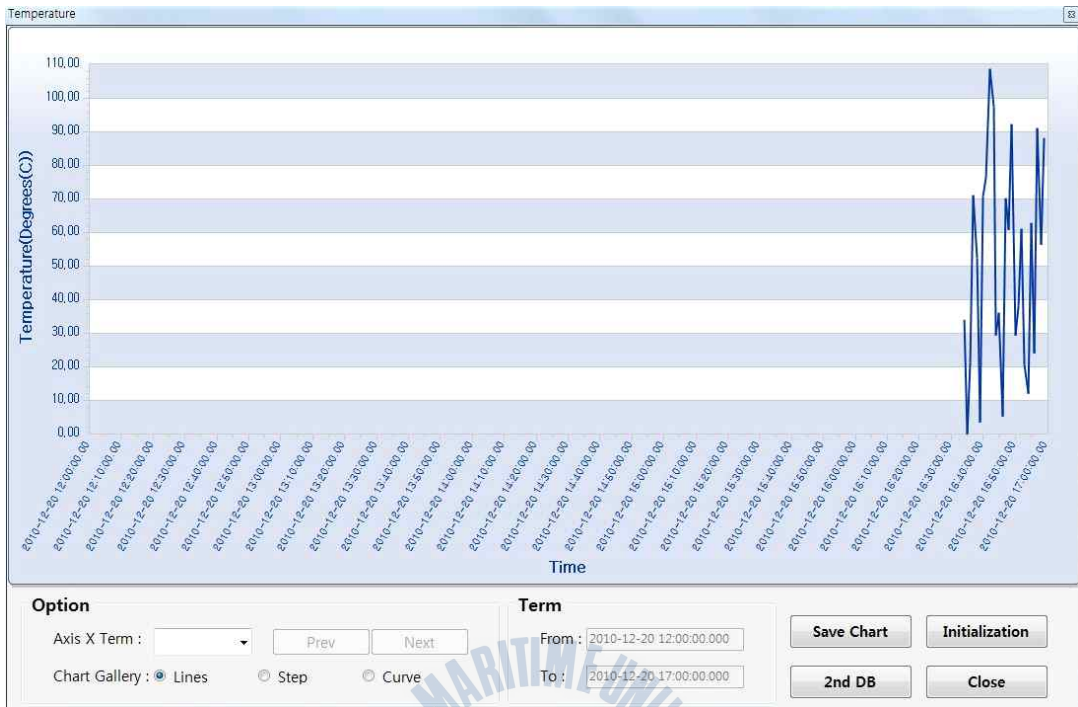 Temperature
110,00
100,00
90,00
80,00
70,00
60,00
50,00
40,00
30,00
20,00
10,00
0,00
Temperature(Degrees(C))
2010-12-20 12:00:00.00
2010-12-20 12:10:00.00
2010-12-20 12:20:00.00
2010-12-20 12:30:00.00
2010-12-20 12:40:00.00
2010-12-20 12:50:00.00
2010-12-20 13:00:00.00
2010-12-20 13:10:00.00
2010-12-20 13:20:00.00
2010-12-20 13:30:00.00
2010-12-20 13:40:00.00
2010-12-20 13:50:00.00
2010-12-20 14:00:00.00
2010-12-20 14:10:00.00
2010-12-20 14:20:00.00
2010-12-20 14:30:00.00
2010-12-20 14:40:00.00
2010-12-20 14:50:00.00
2010-12-20 15:00:00.00
2010-12-20 15:10:00.00
2010-12-20 15:20:00.00
2010-12-20 15:30:00.00
2010-12-20 15:40:00.00
2010-12-20 15:50:00.00
2010-12-20 16:00:00.00
2010-12-20 16:10:00.00
2010-12-20 16:20:00.00
2010-12-20 16:30:00.00
2010-12-20 16:40:00.00
2010-12-20 16:50:00.00
2010-12-20 17:00:00.00
Time
Option
Axis X Term :
Prev
Next
Chart Gallery :
Lines
Step
Curve
Term
From : 2010-12-20 12:00:00.000
To : 2010-12-20 17:00:00.000
Save Chart
Initialization
2nd DB
Close
MARITIME